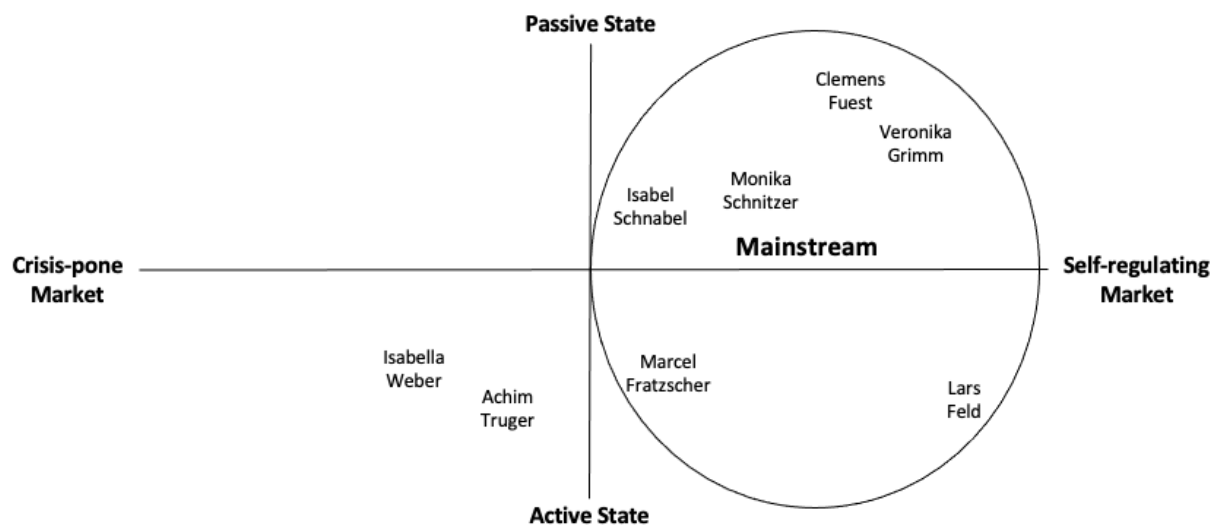 Passive State
Clemens
Fuest
Veronika
Grimm
Monika
Schnitzer
Isabel
Schnabel
Mainstream
Crisis-pone
Market
Self-regulating
Market
Isabella
Weber
Marcel
Fratzscher
Achim
Truger
Lars
Feld
Active State